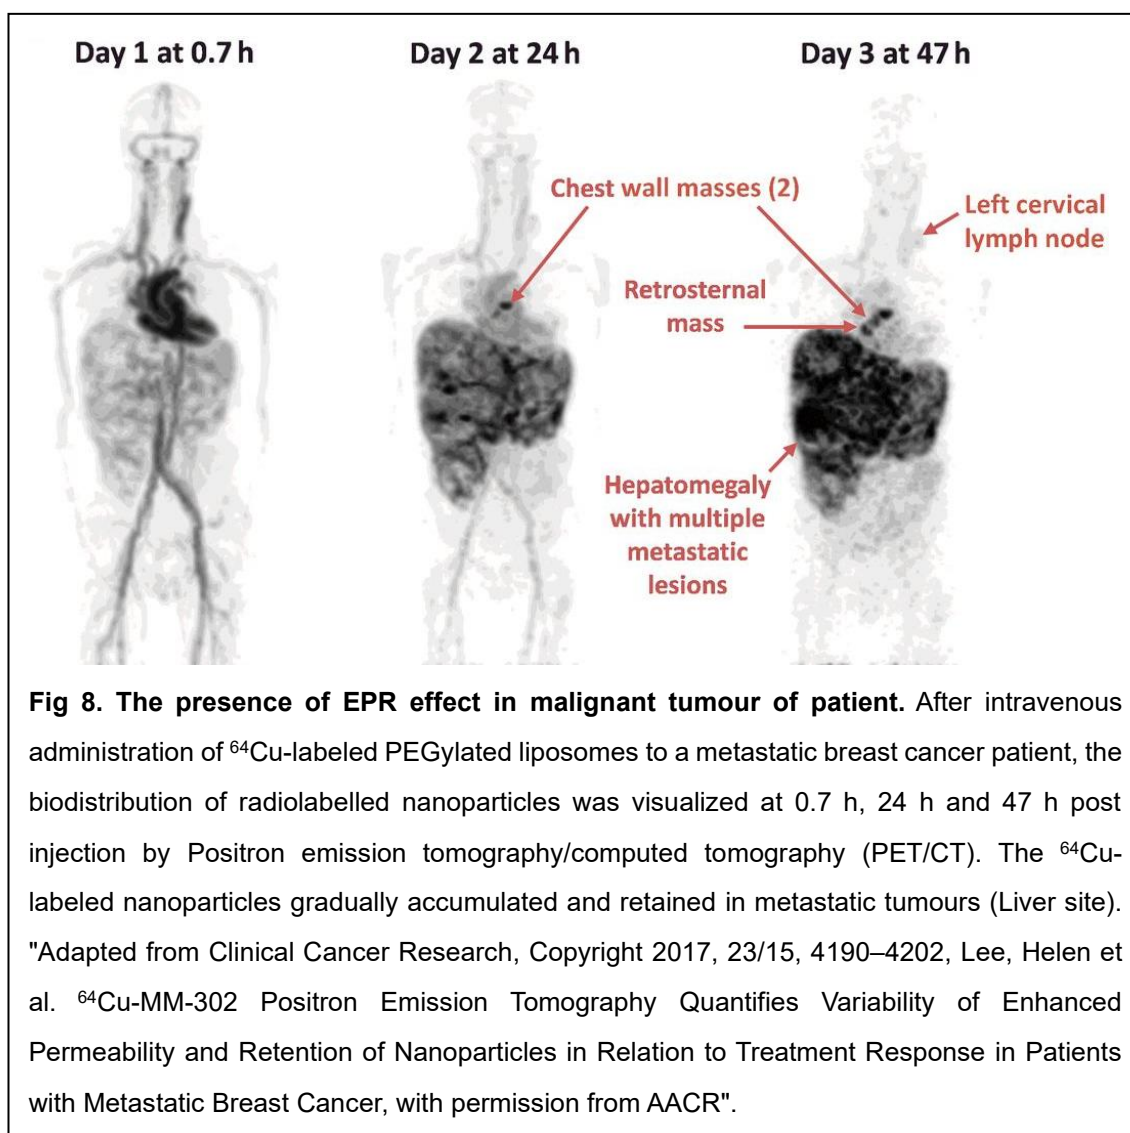 Day 1 at 0.7 h
Day 2 at 24 h
Day 3 at 47 h
Chest wall masses (2)
Left cervical
lymph node
Retrosternal
mass
Hepatomegaly
with multiple
metastatic
lesions
Fig 8. The presence of EPR effect in malignant tumour of patient. After intravenous
administration of ⁶⁴Cu-labeled PEGylated liposomes to a metastatic breast cancer patient, the
biodistribution of radiolabelled nanoparticles was visualized at 0.7 h, 24 h and 47 h post
injection by Positron emission tomography/computed tomography (PET/CT). The ⁶⁴Cu-
labeled nanoparticles gradually accumulated and retained in metastatic tumours (Liver site).
"Adapted from Clinical Cancer Research, Copyright 2017, 23/15, 4190–4202, Lee, Helen et
al. ⁶⁴Cu-MM-302 Positron Emission Tomography Quantifies Variability of Enhanced
Permeability and Retention of Nanoparticles in Relation to Treatment Response in Patients
with Metastatic Breast Cancer, with permission from AACR".